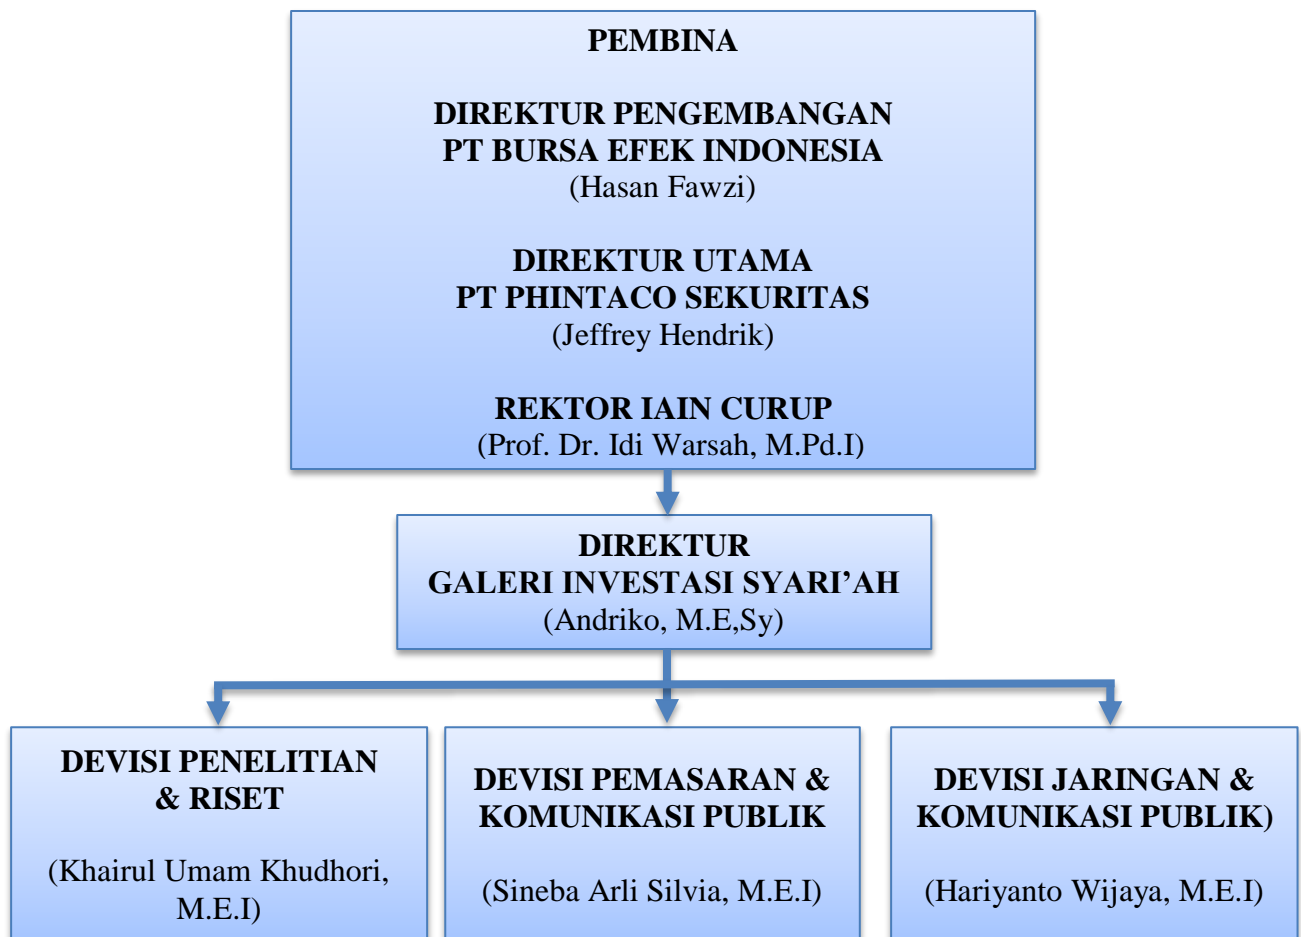 PEMBINA
DIREKTUR PENGEMBANGAN
PT BURSA EFEK INDONESIA
(Hasan Fawzi)
DIREKTUR UTAMA
PT PHINTACO SEKURITAS
(Jeffrey Hendrik)
REKTOR IAIN CURUP
(Prof. Dr. Idi Warsah, M.Pd.I)
DIREKTUR
GALERI INVESTASI SYARI’AH
(Andriko, M.E,Sy)
DEVISI PENELITIAN
& RISET
(Khairul Umam Khudhori,
M.E.I)
DEVISI PEMASARAN &
KOMUNIKASI PUBLIK
(Sineba Arli Silvia, M.E.I)
DEVISI JARINGAN &
KOMUNIKASI PUBLIK)
(Hariyanto Wijaya, M.E.I)